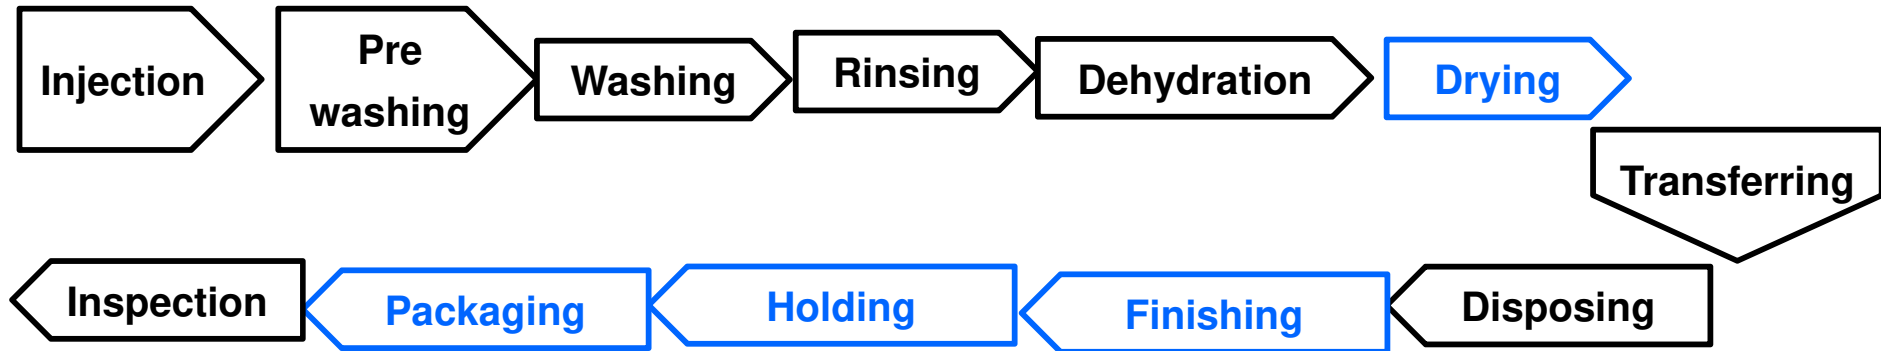 Injection
Pre
washing
Washing
Rinsing
Dehydration
Drying
Transferring
Disposing
Finishing
Holding
Packaging
Inspection